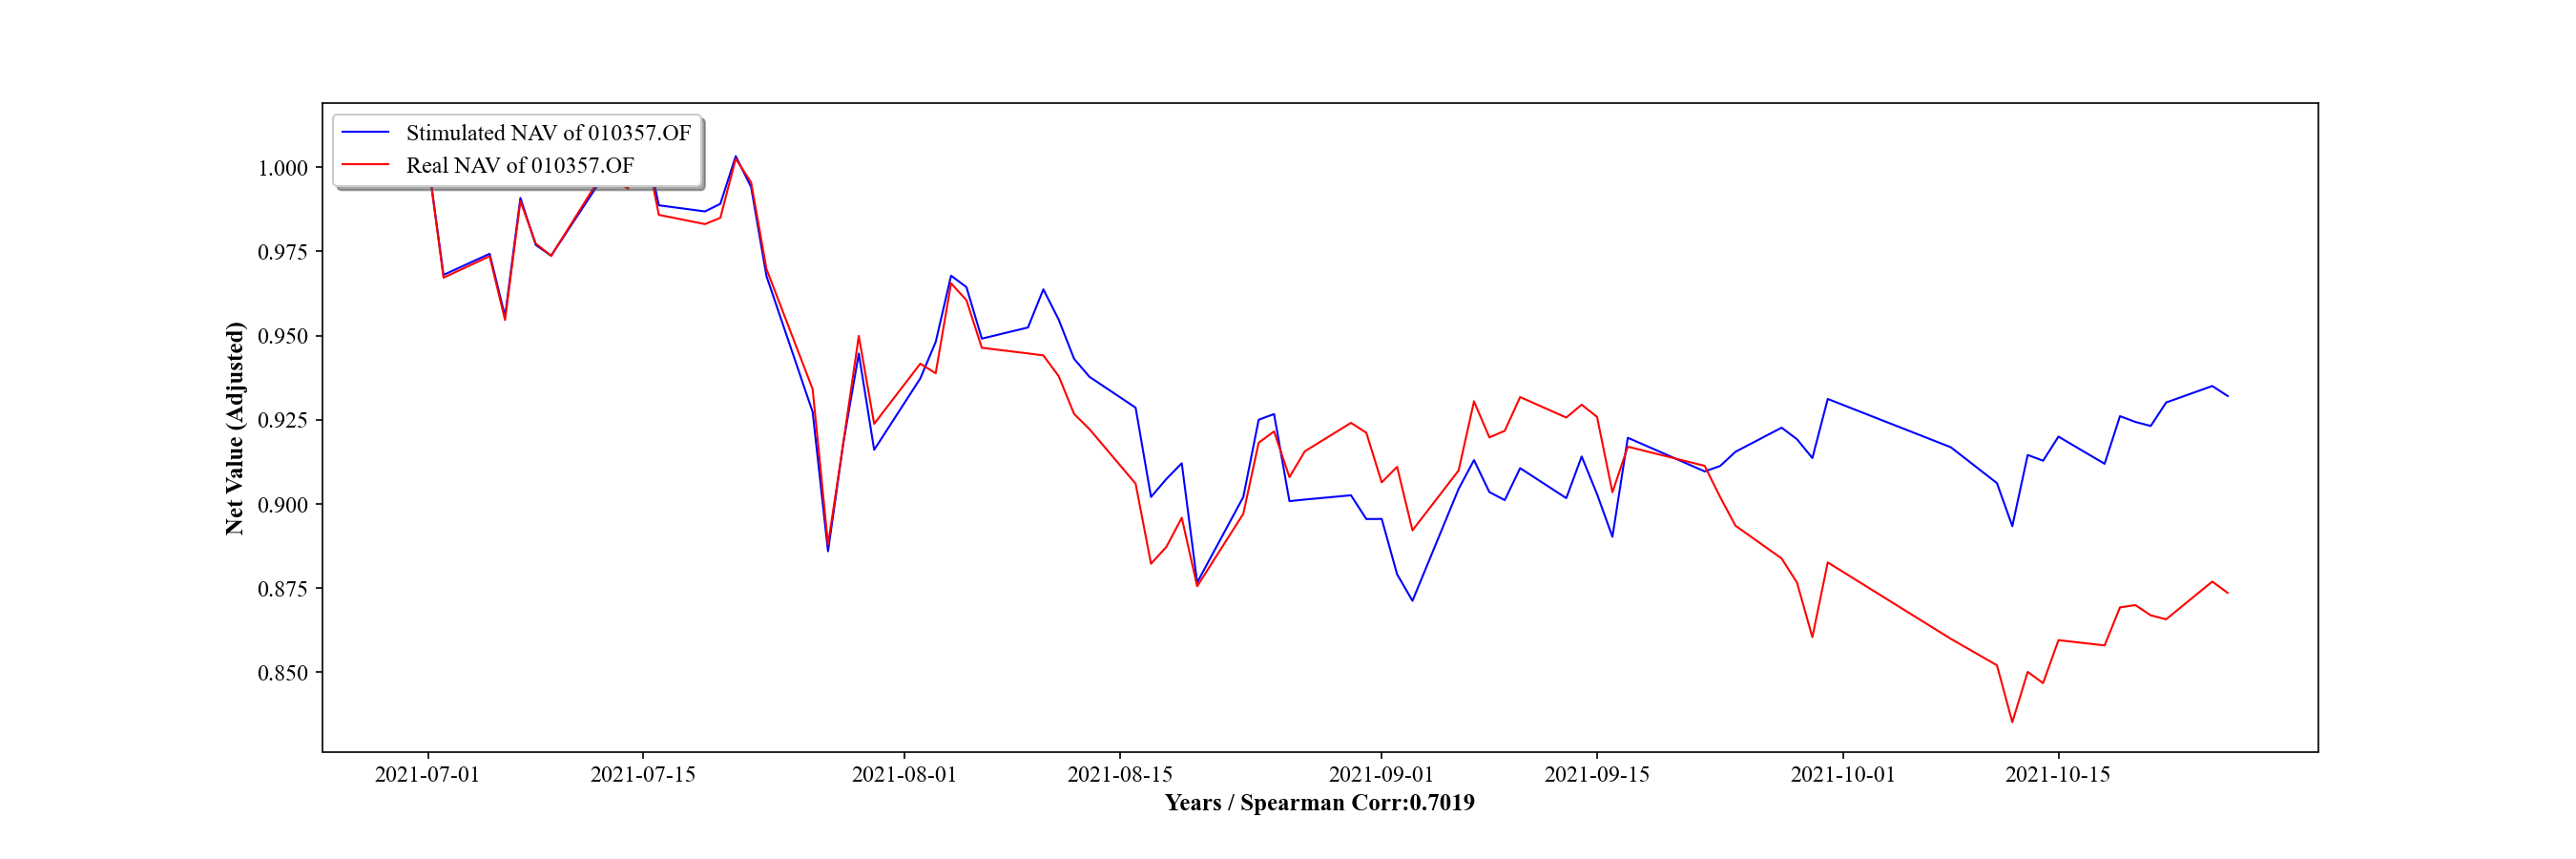 Stimulated NAV of 010357.OF
Real NAV of 010357.OF
Net Value (Adjusted)
1.000
0.975
0.950
0.925
0.900
0.875
0.850
2021-07-01 2021-07-15 2021-08-01 2021-08-15 2021-09-01 2021-09-15 2021-10-01 2021-10-15
Years / Spearman Corr:0.7019